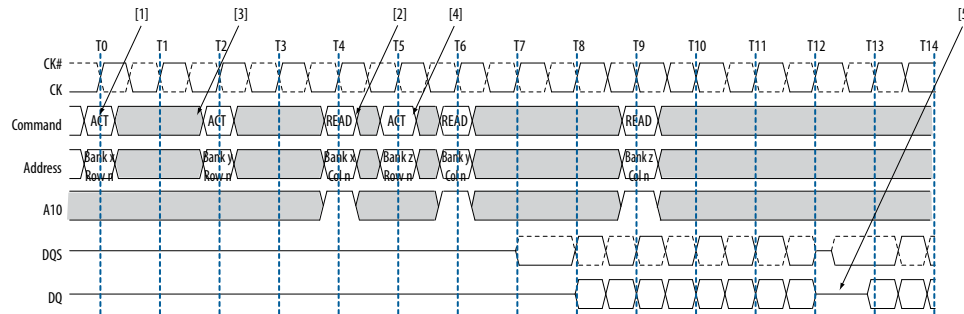 [1] [3] [2] [4] [5
T0 T1 T2 T3 T4 T5 T6 T7 T8 T9 T10 T11 T12 T13 T14
CK#
CK
Command ACT ACT READ ACT READ READ
Address Bank x Bank y Bank x Bank z Bank y Bank z
Row n Row n Col n Row n Col n Col n
A10
DQS
DQ